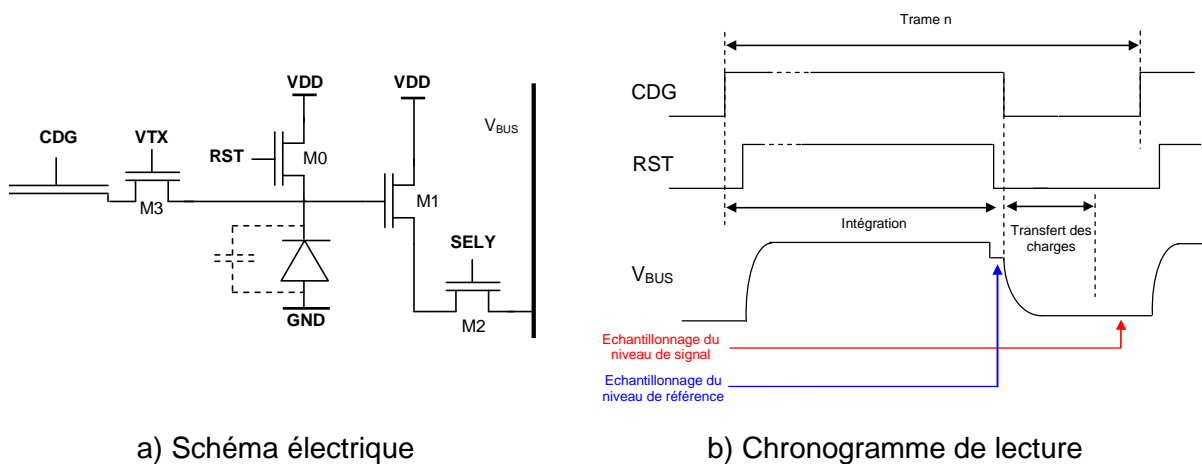 CDG
VTX
M3
RST
VDD
M0
VDD
M1
SELY
M2
GND
VBUS
a) Schéma électrique
Trame n
CDG
RST
Intégration
Transfert des
charges
VBUS
Echantillonnage du
niveau de signal
Echantillonnage du
niveau de référence
b) Chronogramme de lecture